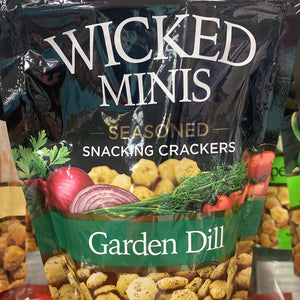 WICKED
MINIS
SEASONED
SNACKING CRACKERS
Garden Dill